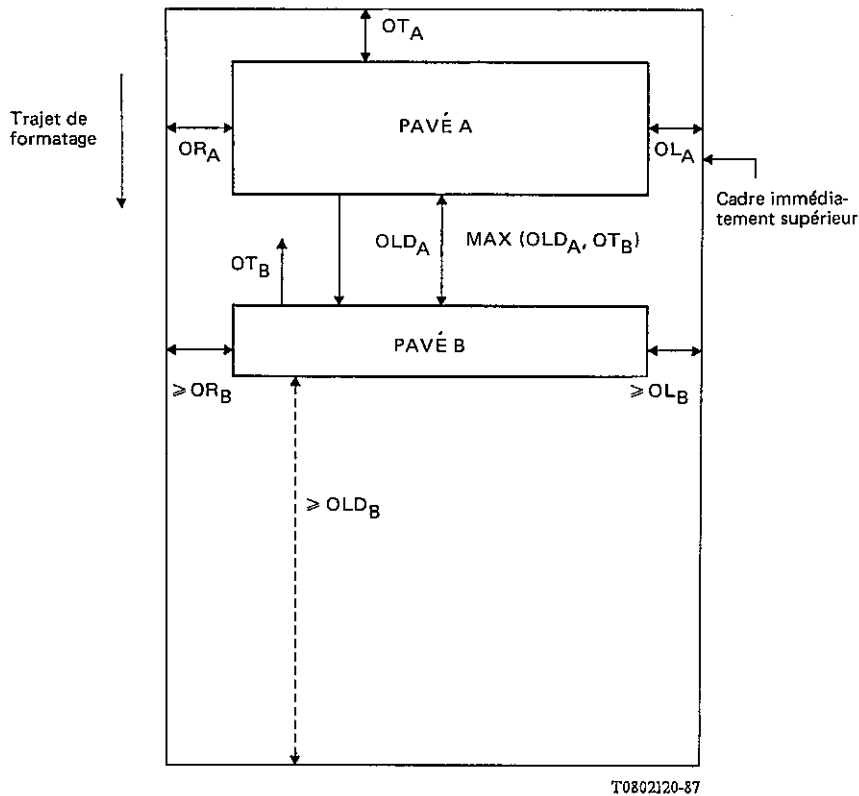 OT_A
Trajet de
formatage
PAVÉ A
OR_A
OL_A
Cadre immédia-
tement supérieur
OLD_A
MAX (OLD_A, OT_B)
OT_B
PAVÉ B
⩾ OR_B
⩾ OL_B
⩾ OLD_B
T0802120-87